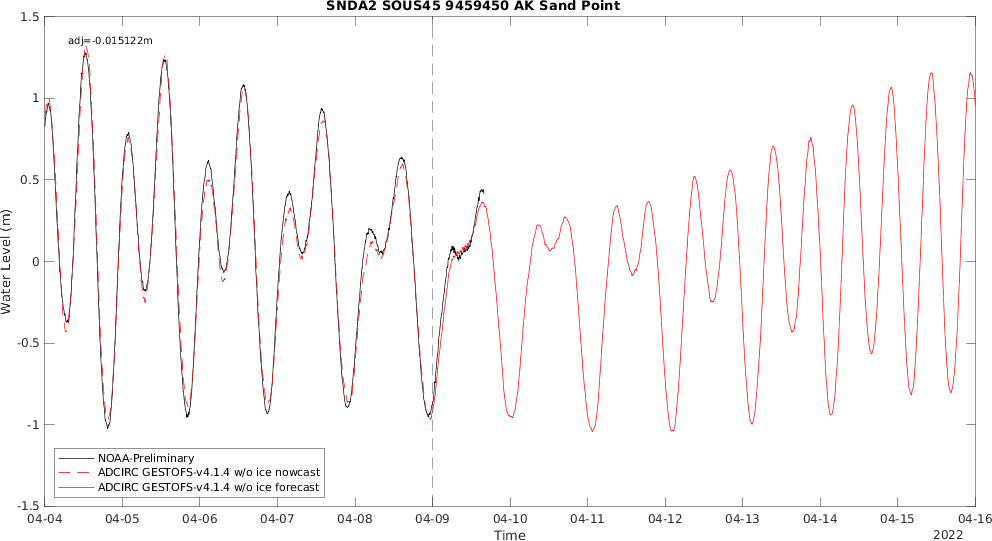 SNDA2 SOUS45 9459450 AK Sand Point
adj=-0.015122m
1.5
1
0.5
0
-0.5
-1
-1.5
Water Level (m)
NOAA-Preliminary
ADCIRC GESTOFS-v4.1.4 w/o ice nowcast
ADCIRC GESTOFS-v4.1.4 w/o ice forecast
04-04 04-05 04-06 04-07 04-08 04-09 04-10 04-11 04-12 04-13 04-14 04-15 04-16
Time
2022